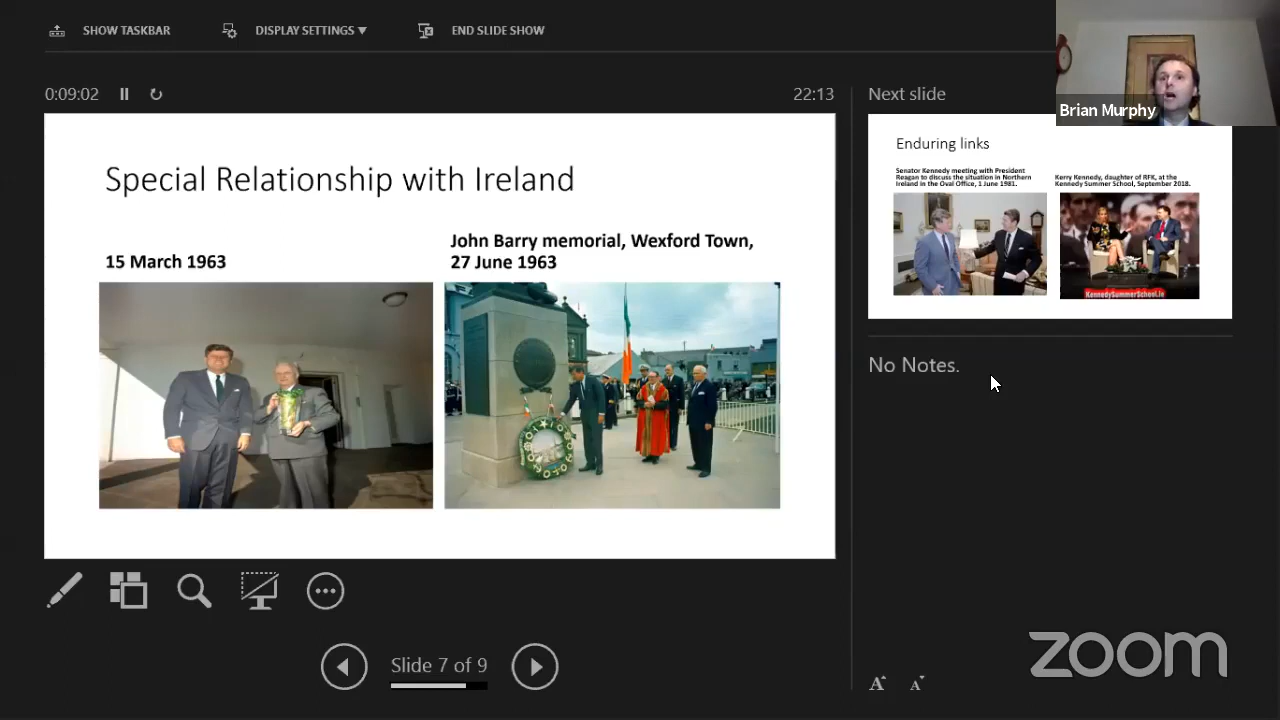 SHOW TASKBAR
DISPLAY SETTINGS
END SLIDE SHOW
0:09:02
22:13
Next slide
Brian Murphy
Special Relationship with Ireland
15 March 1963
John Barry memorial, Wexford Town,
27 June 1963
Enduring links
Senator Kennedy meeting with President
Reagan to discuss the situation in Northern
Ireland in the Oval Office, 1 June 1981.
Kerry Kennedy, daughter of RFK, at the
Kennedy Summer School, September 2018.
KennedySummerSchool.ie
No Notes.
Slide 7 of 9
A A
zoom